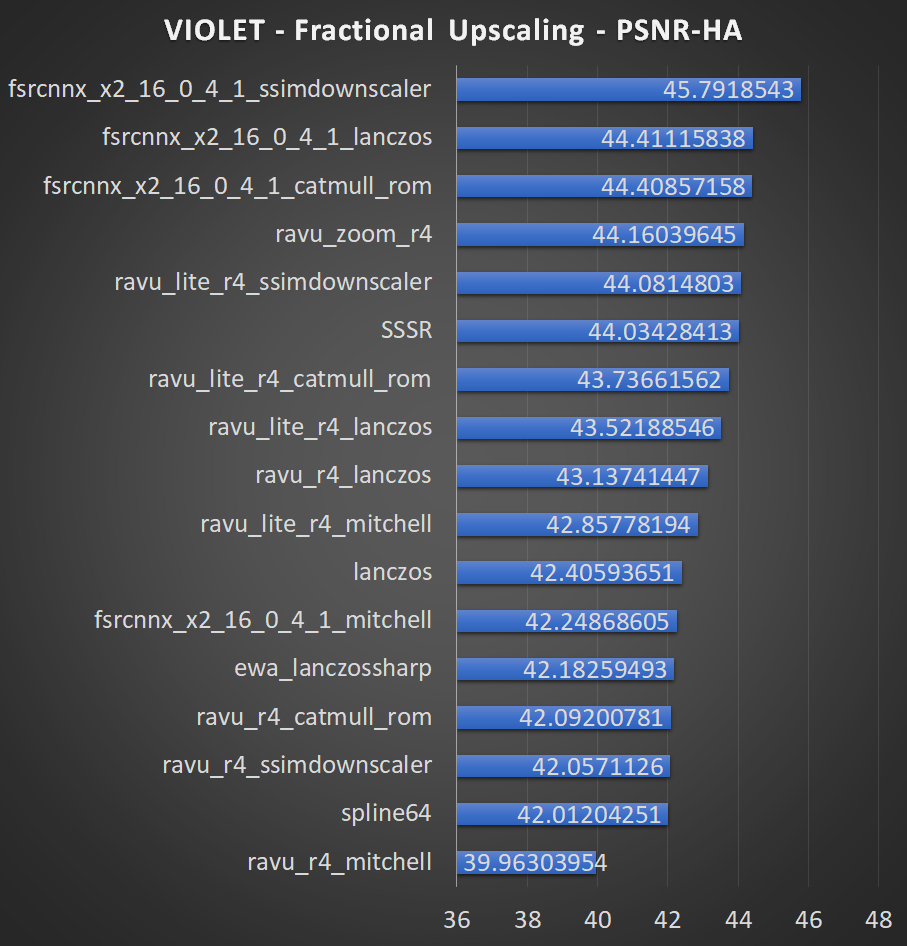 VIOLET - Fractional Upscaling - PSNR-HA
fsrcnnx_x2_16_0_4_1_ssimdownscaler 45.7918543
fsrcnnx_x2_16_0_4_1_lanczos 44.41115838
fsrcnnx_x2_16_0_4_1_catmull_rom 44.40857158
ravu_zoom_r4 44.16039645
ravu_lite_r4_ssimdownscaler 44.0814803
SSSR 44.03428413
ravu_lite_r4_catmull_rom 43.73661562
ravu_lite_r4_lanczos 43.52188546
ravu_r4_lanczos 43.13741447
ravu_lite_r4_mitchell 42.85778194
lanczos 42.40593651
fsrcnnx_x2_16_0_4_1_mitchell 42.24868605
ewa_lanczossharp 42.18259493
ravu_r4_catmull_rom 42.09200781
ravu_r4_ssimdownscaler 42.0571126
spline64 42.01204251
ravu_r4_mitchell 39.96303954
36 38 40 42 44 46 48